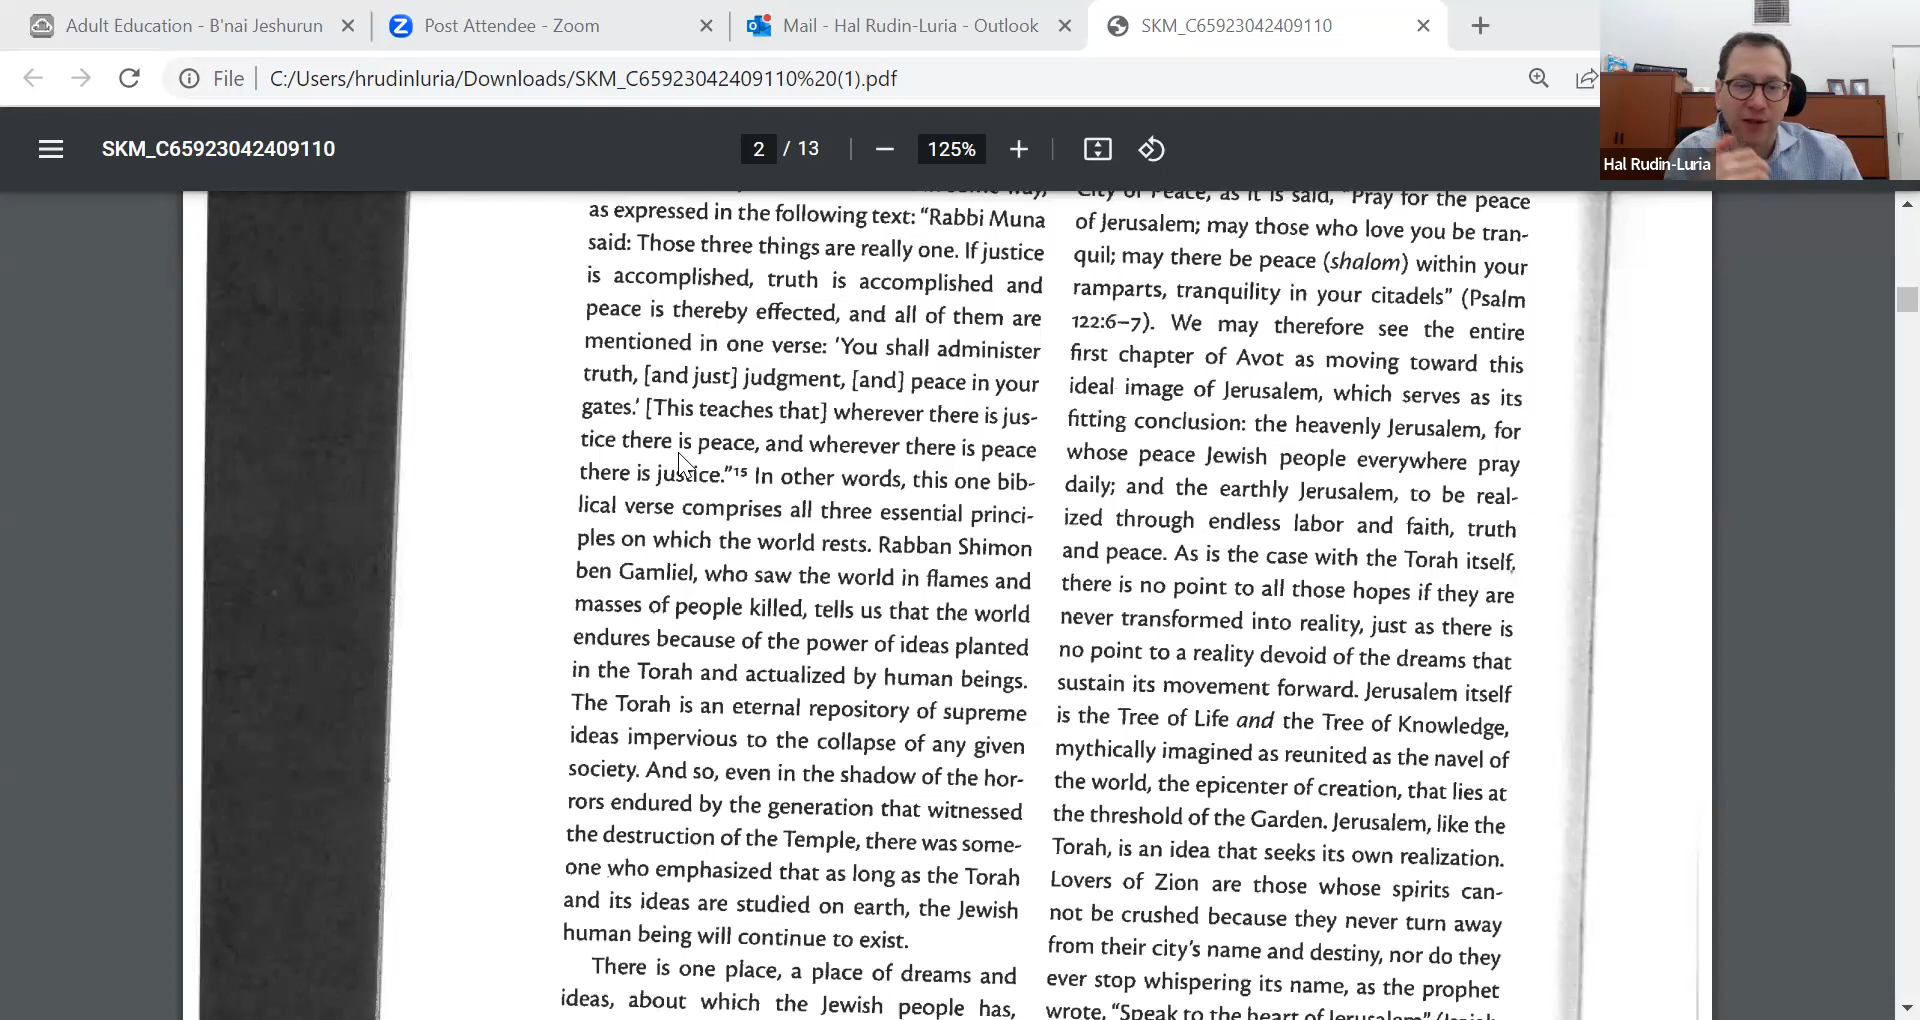 Adult Education - B'nai Jeshurun
Post Attendee - Zoom
Mail - Hal Rudin-Luria - Outlook
SKM_C65923042409110
File
C:/Users/hrudinluria/Downloads/SKM_C65923042409110%20(1).pdf
SKM_C65923042409110
2 / 13
125%
Hal Rudin-Luria
as expressed in the following text: "Rabbi Muna
said: Those three things are really one. If justice
is accomplished, truth is accomplished and
peace is thereby effected, and all of them are
mentioned in one verse: 'You shall administer
truth, [and just] judgment, [and] peace in your
gates.' [This teaches that] wherever there is jus-
tice there is peace, and wherever there is peace
there is justice."15 In other words, this one bib-
lical verse comprises all three essential princi-
ples on which the world rests. Rabban Shimon
ben Gamliel, who saw the world in flames and
masses of people killed, tells us that the world
endures because of the power of ideas planted
in the Torah and actualized by human beings.
The Torah is an eternal repository of supreme
ideas impervious to the collapse of any given
society. And so, even in the shadow of the hor-
rors endured by the generation that witnessed
the destruction of the Temple, there was some-
one who emphasized that as long as the Torah
and its ideas are studied on earth, the Jewish
human being will continue to exist.
There is one place, a place of dreams and
ideas, about which the Jewish people has,
City of Peace, as it is said, "Pray for the peace
of Jerusalem; may those who love you be tran-
quil; may there be peace (shalom) within your
ramparts, tranquility in your citadels" (Psalm
122:6–7). We may therefore see the entire
first chapter of Avot as moving toward this
ideal image of Jerusalem, which serves as its
fitting conclusion: the heavenly Jerusalem, for
whose peace Jewish people everywhere pray
daily; and the earthly Jerusalem, to be real-
ized through endless labor and faith, truth
and peace. As is the case with the Torah itself,
there is no point to all those hopes if they are
never transformed into reality, just as there is
no point to a reality devoid of the dreams that
sustain its movement forward. Jerusalem itself
is the Tree of Life and the Tree of Knowledge,
mythically imagined as reunited as the navel of
the world, the epicenter of creation, that lies at
the threshold of the Garden. Jerusalem, like the
Torah, is an idea that seeks its own realization.
Lovers of Zion are those whose spirits can-
not be crushed because they never turn away
from their city's name and destiny, nor do they
ever stop whispering its name, as the prophet
wrote, "Speak to the heart of Jerusalem"